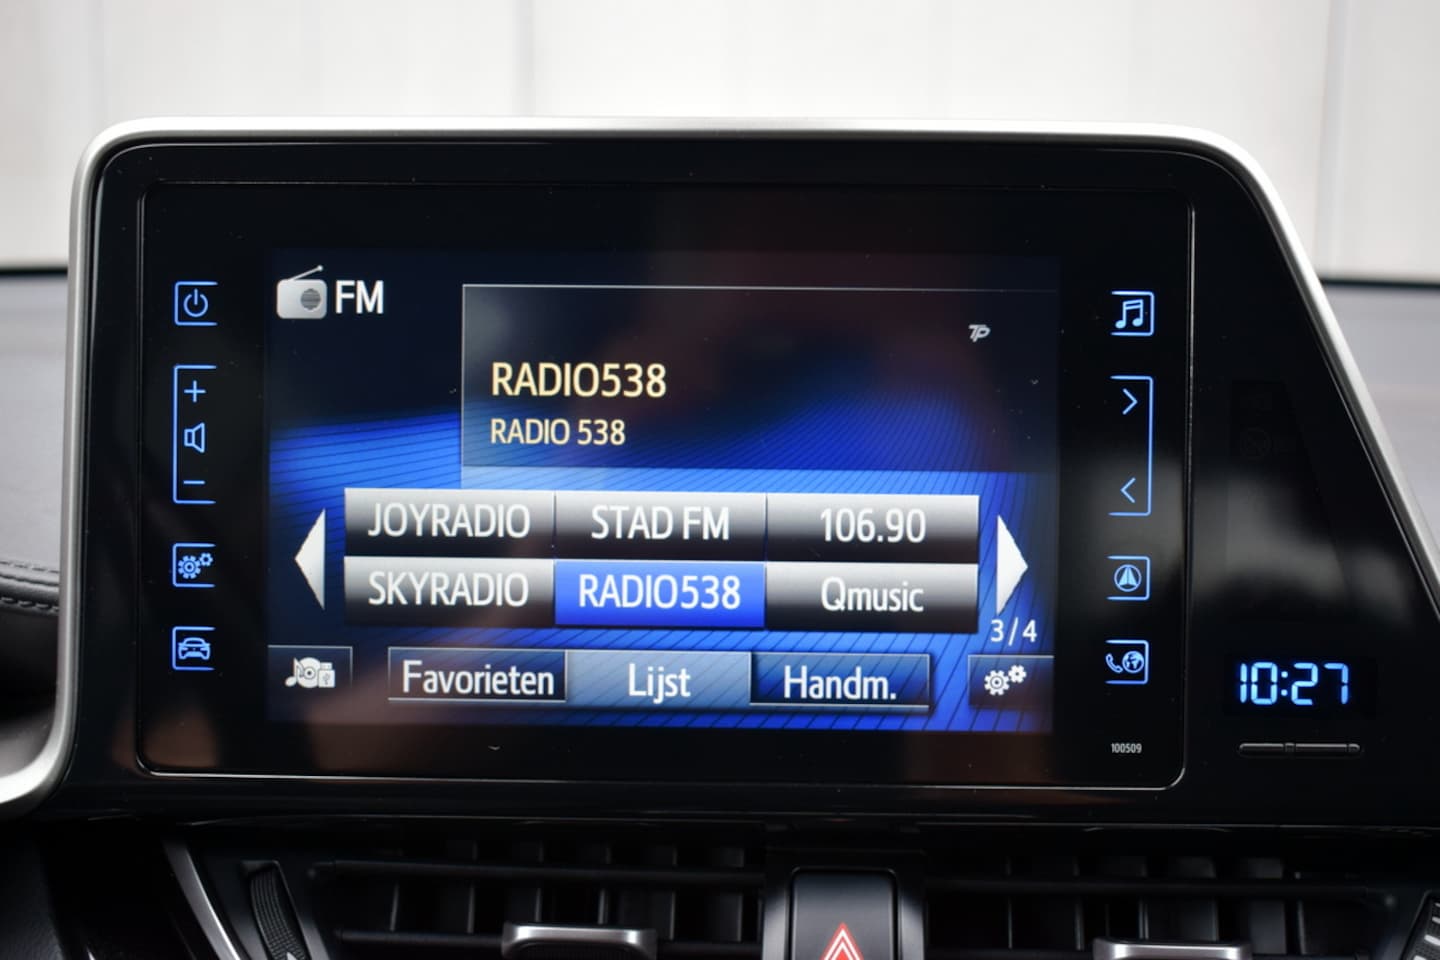 FM
TP
RADIO538
RADIO 538
JOYRADIO STAD FM 106.90
SKYRADIO RADIO538 Qmusic
3/4
Favorieten Lijst Handm.
10:27
100509